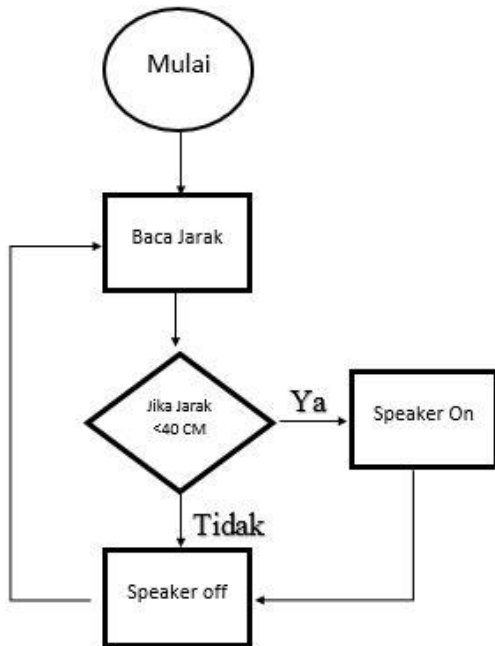 Mulai
Baca Jarak
Jika Jarak
<40 CM
Ya
Speaker On
Tidak
Speaker off